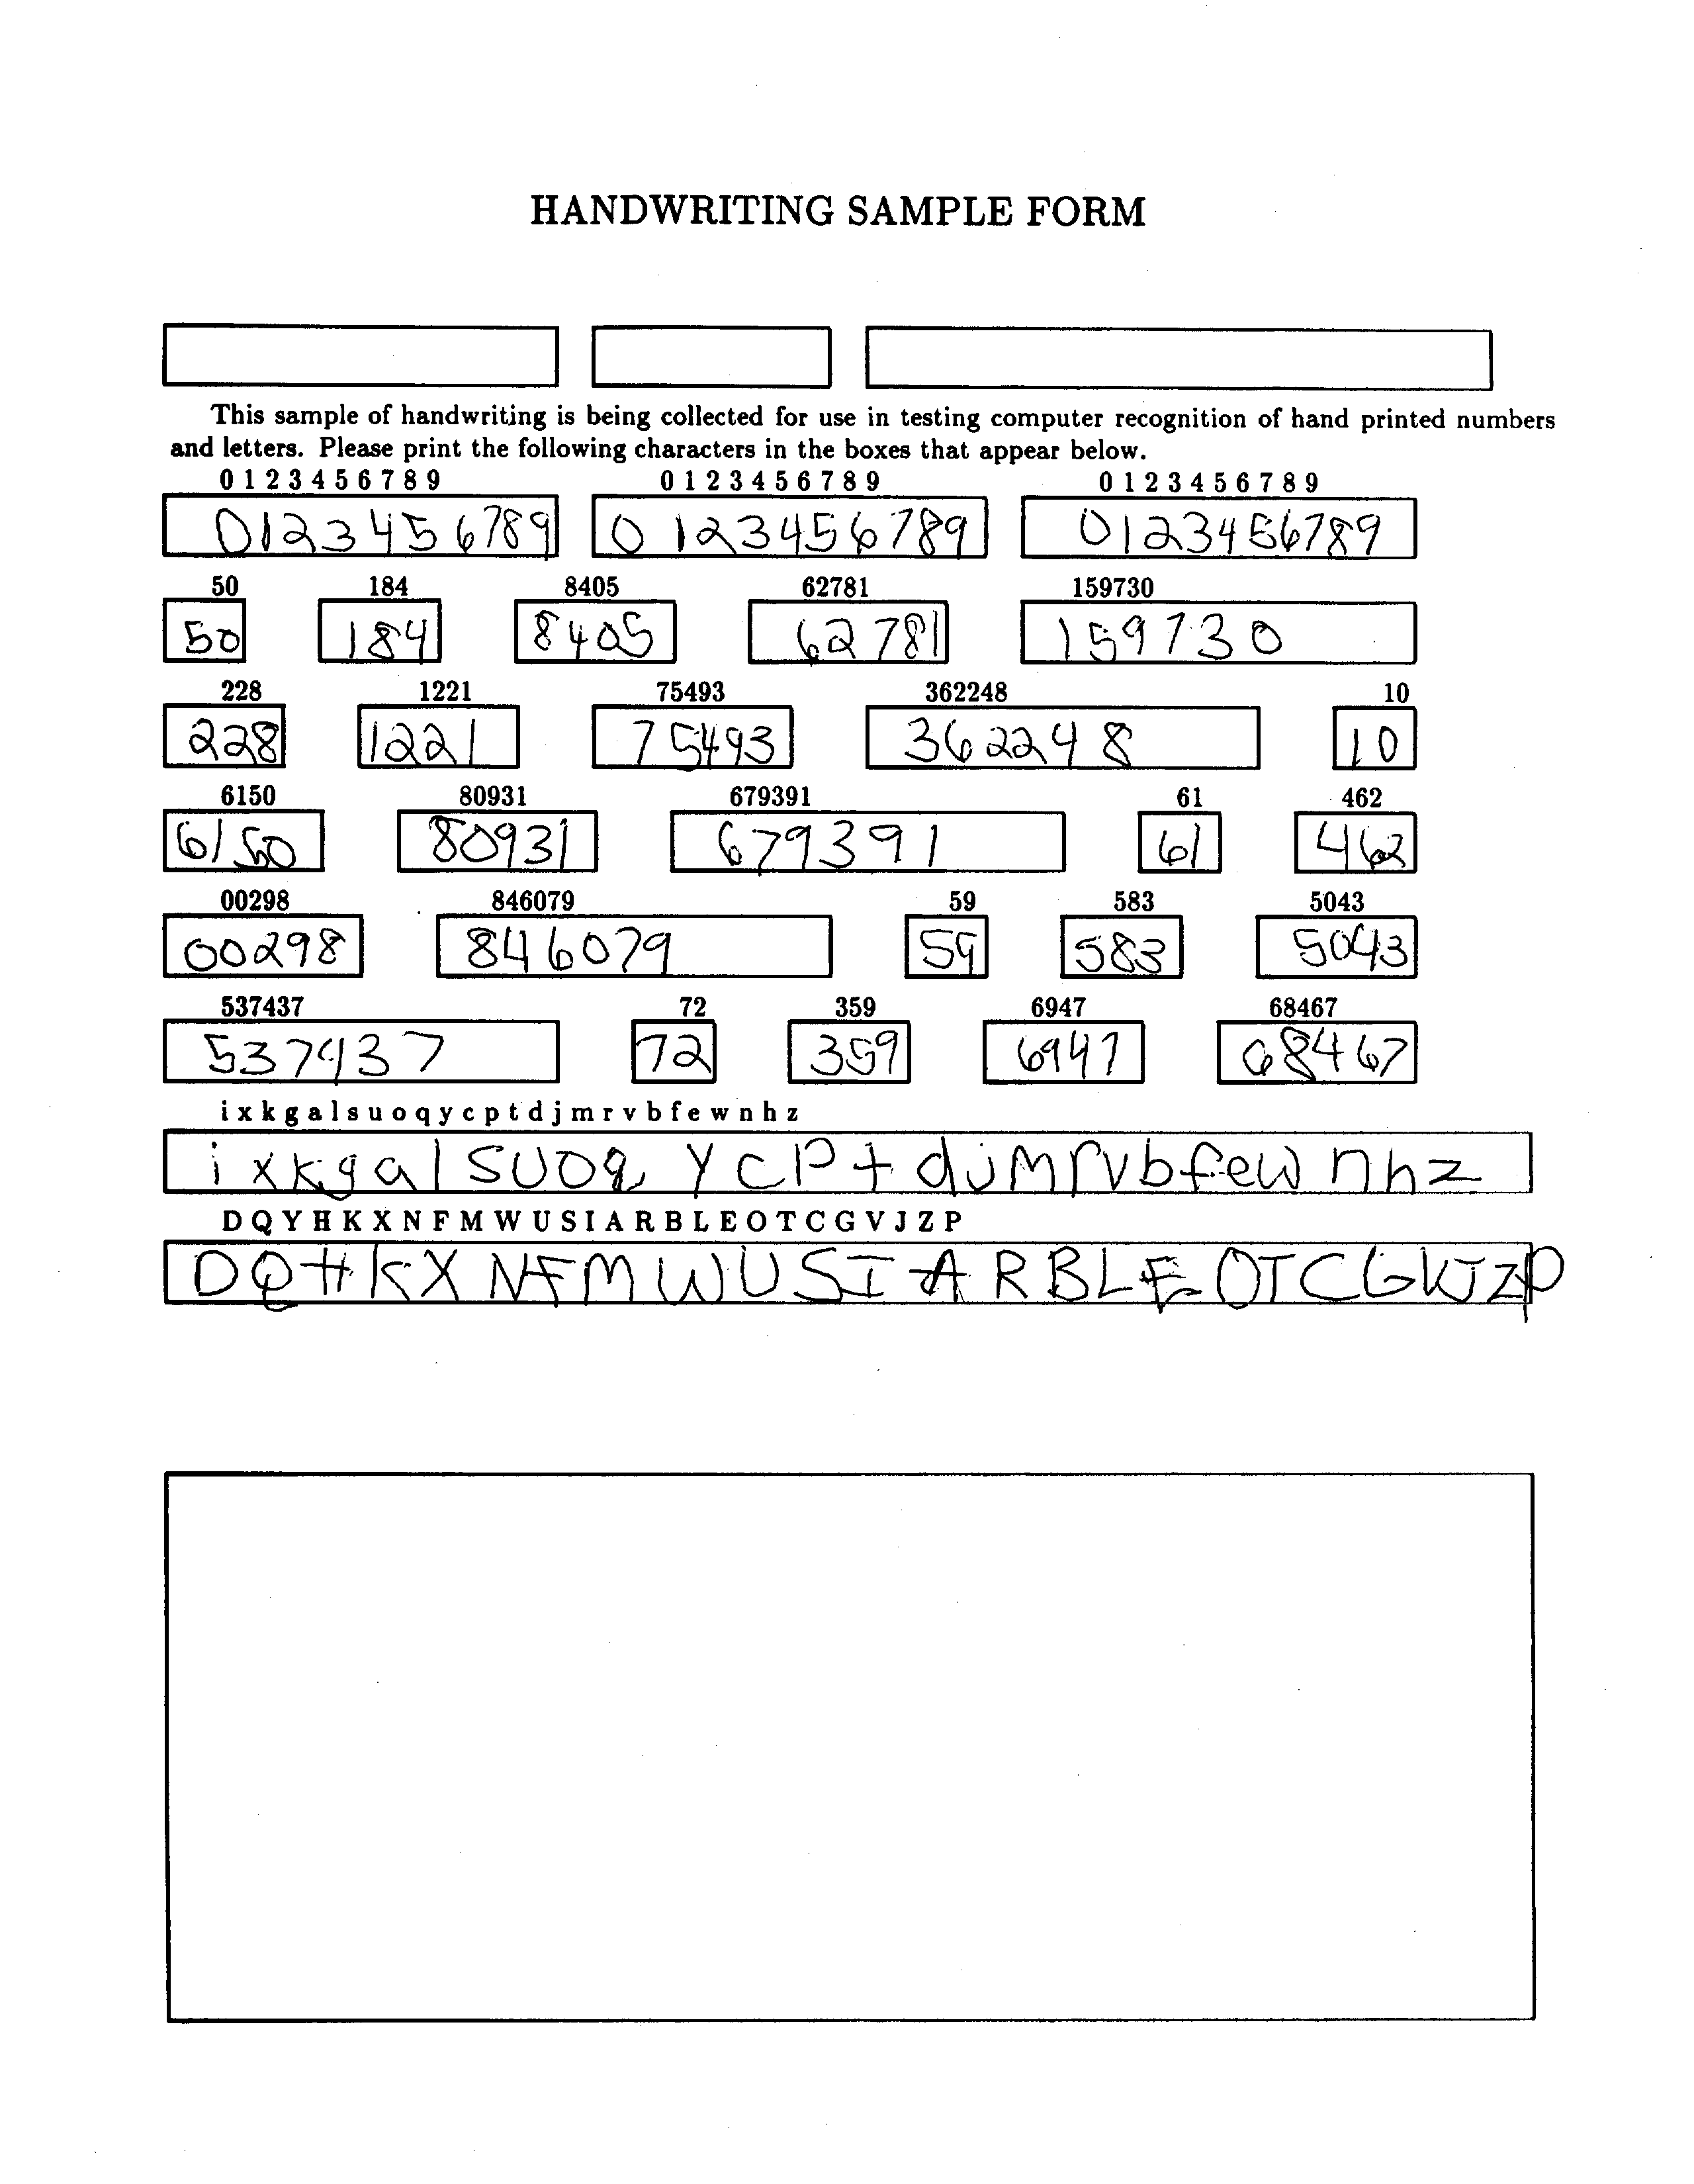 HANDWRITING SAMPLE FORM
This sample of handwriting is being collected for use in testing computer recognition of hand printed numbers
and letters. Please print the following characters in the boxes that appear below.
0 1 2 3 4 5 6 7 8 9 0 1 2 3 4 5 6 7 8 9 0 1 2 3 4 5 6 7 8 9
0123456789 0123456789 0123456789
50 184 8405 62781 159730
50 184 8405 62781 159730
228 1221 75493 362248 10
228 1221 75493 362248 10
6150 80931 679391 61 462
6150 80931 679391 61 462
00298 846079 59 583 5043
00298 846079 59 583 5043
537437 72 359 6947 68467
537437 72 359 6947 68467
i x k g a l s u o q y c p t d j m r v b f e w n h z
i x k g a l s u o q y c p t d j m r v b f e w n h z
D Q Y H K X N F M W U S I A R B L E O T C G V J Z P
D Q H K X N F M W U S I A R B L E O T C G V J Z P